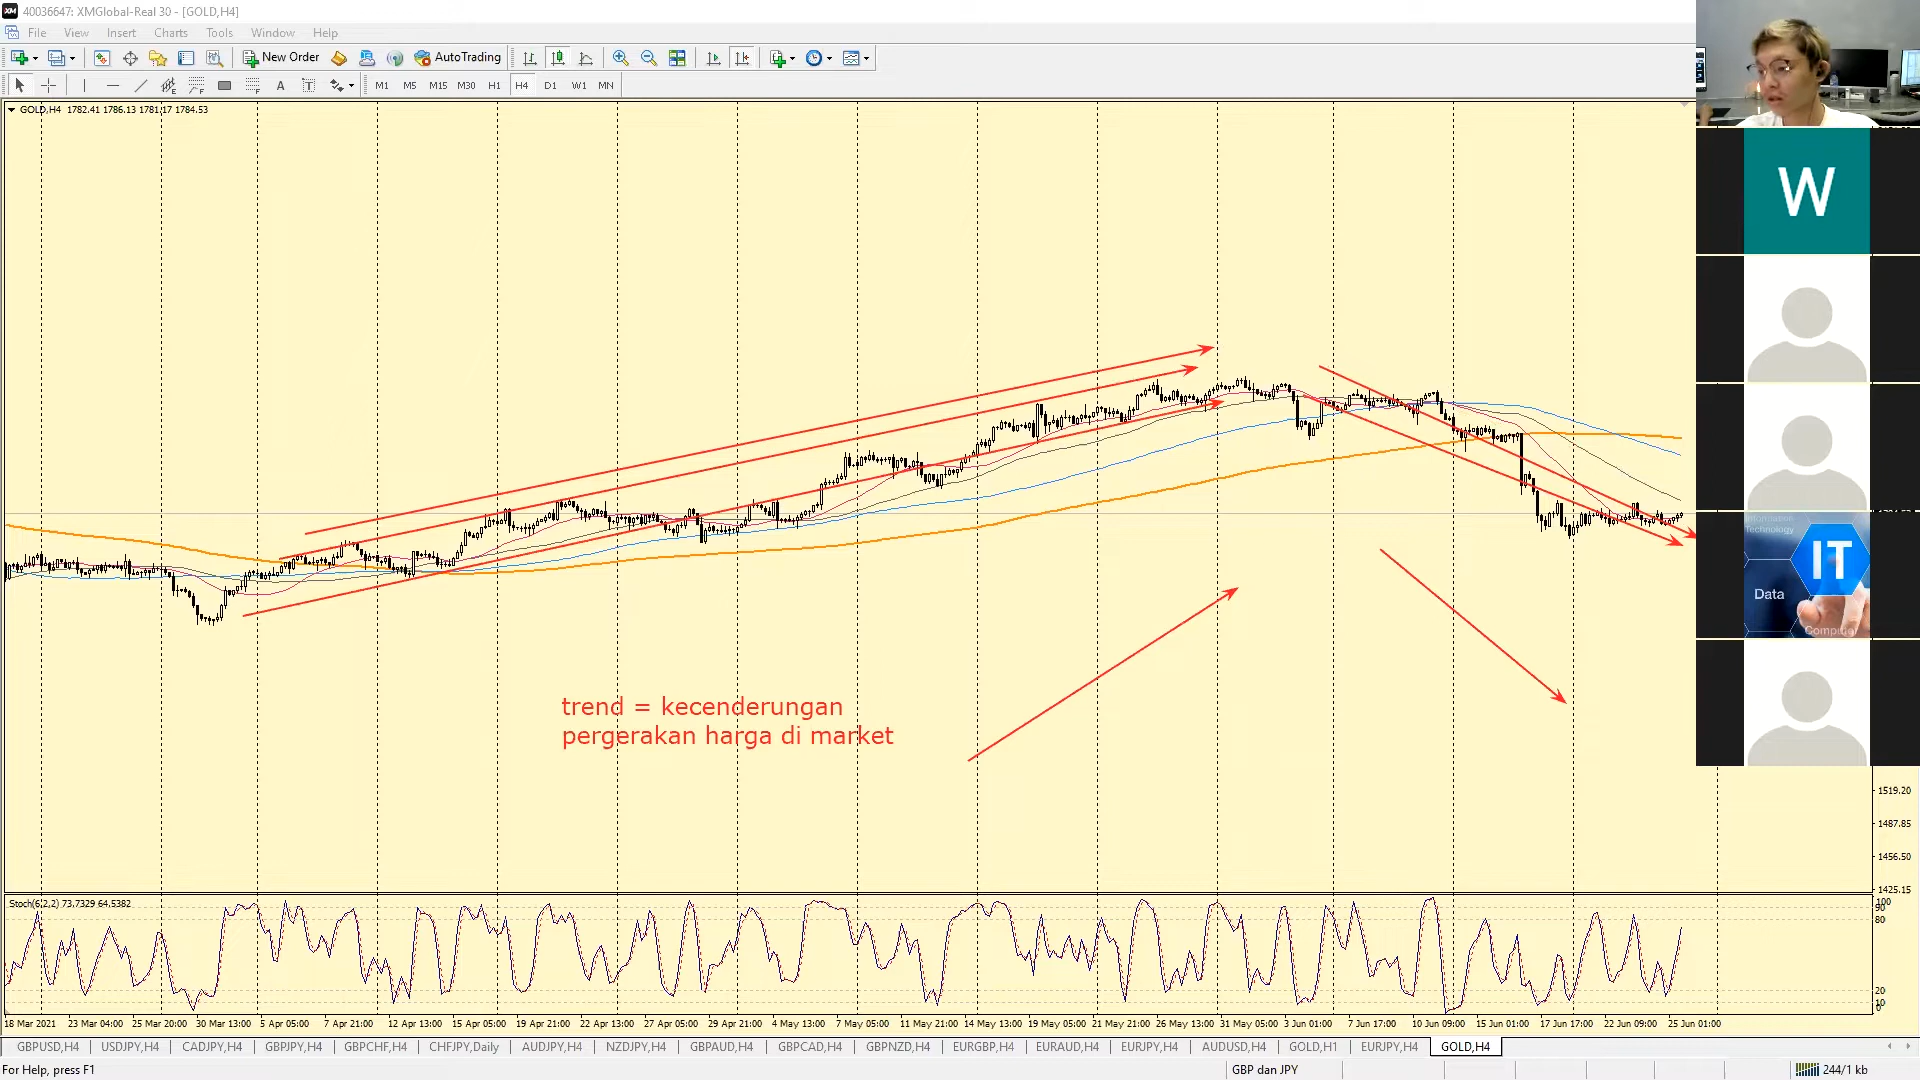 40036647: XMGlobal-Real 30 - [GOLD,H4]
File View Insert Charts Tools Window Help
New Order AutoTrading
A T M1 M5 M15 M30 H1 H4 D1 W1 MN
GOLD,H4 1782.41 1786.13 1781.17 1784.53
W
Information
Technology
IT
Data
trend = kecenderungan
pergerakan harga di market
1519.20
1487.85
1456.50
1425.15
Stoch(6,2,2) 73,7329 64,5382
100
90
80
20
10
0
18 Mar 2021 23 Mar 04:00 25 Mar 20:00 30 Mar 13:00 5 Apr 05:00 7 Apr 21:00 12 Apr 13:00 15 Apr 05:00 19 Apr 21:00 22 Apr 13:00 27 Apr 05:00 29 Apr 21:00 4 May 13:00 7 May 05:00 11 May 21:00 14 May 13:00 19 May 05:00 21 May 21:00 26 May 13:00 31 May 05:00 3 Jun 01:00 7 Jun 17:00 10 Jun 09:00 15 Jun 01:00 17 Jun 17:00 22 Jun 09:00 25 Jun 01:00
GBPUSD,H4 USDJPY,H4 CADJPY,H4 GBPJPY,H4 GBPCHF,H4 CHFJPY,Daily AUDJPY,H4 NZDJPY,H4 GBPAUD,H4 GBPCAD,H4 GBPNZD,H4 EURGBP,H4 EURAUD,H4 EURJPY,H4 AUDUSD,H4 GOLD,H1 EURJPY,H4 GOLD,H4
For Help, press F1 GBP dan JPY 244/1 kb